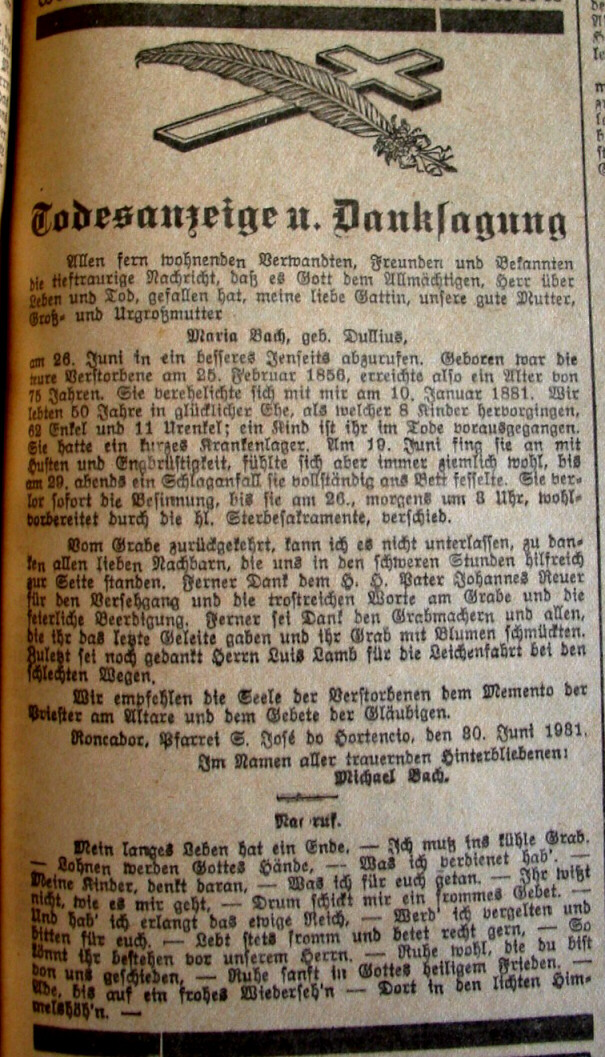 Todesanzeige u. Danksagung
Allen fern wohnenden Verwandten, Freunden und Bekannten
die tieftraurige Nachricht, daß es Gott dem Allmächtigen, Herr über
Leben und Tod, gefallen hat, meine liebe Gattin, unsere gute Mutter,
Groß- und Urgroßmutter
Maria Bach, geb. Dullius,
am 26. Juni in ein besseres Jenseits abzurufen. Geboren war die
teure Verstorbene am 25. Februar 1856, erreichte also ein Alter von
75 Jahren. Sie verehelichte sich mit mir am 10. Januar 1881. Wir
lebten 50 Jahre in glücklicher Ehe, als welcher 8 Kinder hervorgingen,
62 Enkel und 11 Urenkel; ein Kind ist ihr im Tode vorausgegangen.
Sie hatte ein kurzes Krankenlager. Am 19. Juni fing sie an mit
Husten und Engbrüstigkeit, fühlte sich aber immer ziemlich wohl, bis
am 29. abends ein Schlaganfall sie vollständig ans Bett fesselte. Sie ver-
lor sofort die Besinnung, bis sie am 26., morgens um 3 Uhr, wohl-
vorbereitet durch die hl. Sterbesakramente, verschied.
Vom Grabe zurückgekehrt, kann ich es nicht unterlassen, zu dan-
ken allen lieben Nachbarn, die uns in den schweren Stunden hilfreich
zur Seite standen. Ferner Dank dem H. H. Pater Johannes Reuer
für den Versehgang und die trostreichen Worte am Grabe und die
feierliche Beerdigung. Ferner sei Dank den Grabmachern und allen,
die ihr das letzte Geleite gaben und ihr Grab mit Blumen schmückten.
Zuletzt sei noch gedankt Herrn Luis Lamb für die Leichenfahrt bei den
schlechten Wegen.
Wir empfehlen die Seele der Verstorbenen dem Memento der
Priester am Altare und dem Gebete der Gläubigen.
Roncador, Pfarrei S. José do Hortencio, den 30. Juni 1931.
Im Namen aller trauernden Hinterbliebenen:
Michael Bach.
Nachruf.
Mein langes Leben hat ein Ende, — Ich muß ins kühle Grab.
— Lohnen werden Gottes Hände, — Was ich verdienet hab'. —
Meine Kinder, denkt daran, — Was ich für euch getan. — Ihr wißt
nicht, wie es mir geht, — Drum schickt mir ein frommes Gebet. —
Und hab' ich erlangt das ewige Reich, — Werd' ich vergelten und
bitten für euch. — Lebt stets fromm und betet recht gern, — So
könnt ihr bestehen vor unserem Herrn. — Ruhe wohl, die du bist
von uns geschieden, — Ruhe sanft in Gottes heiligem Frieden. —
Ade, bis auf ein frohes Wiederseh'n — Dort in den lichten Him-
melshöh'n. —